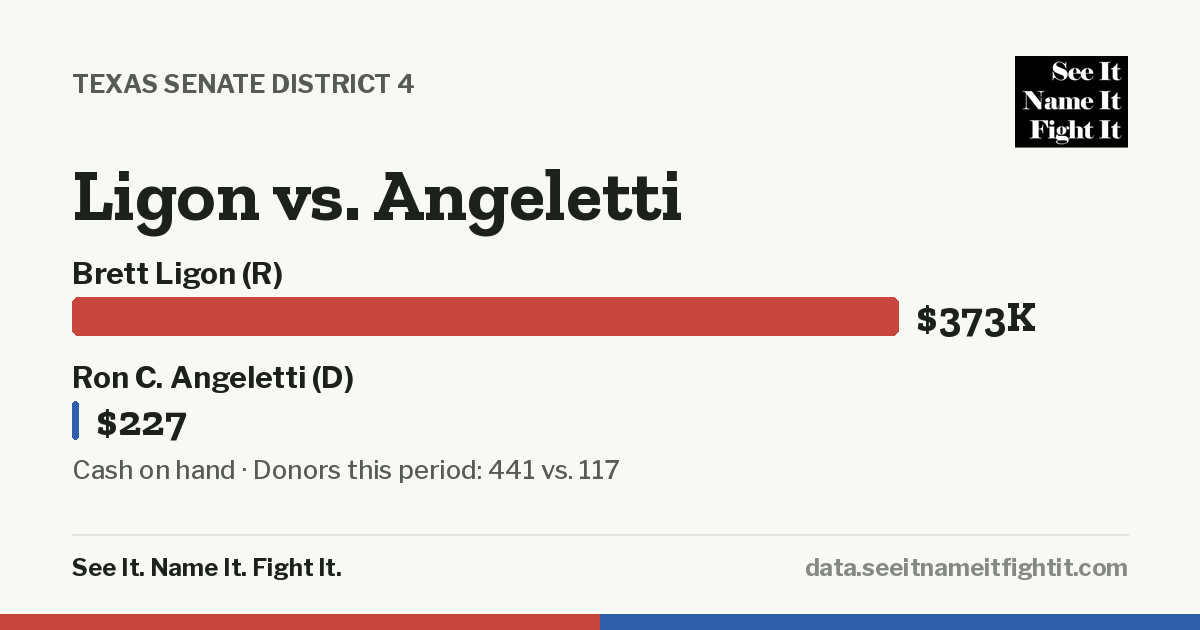 TEXAS SENATE DISTRICT 4
See It
Name It
Fight It
Ligon vs. Angeletti
Brett Ligon (R)
$373K
Ron C. Angeletti (D)
$227
Cash on hand · Donors this period: 441 vs. 117
See It. Name It. Fight It.
data.seeitnameitfightit.com